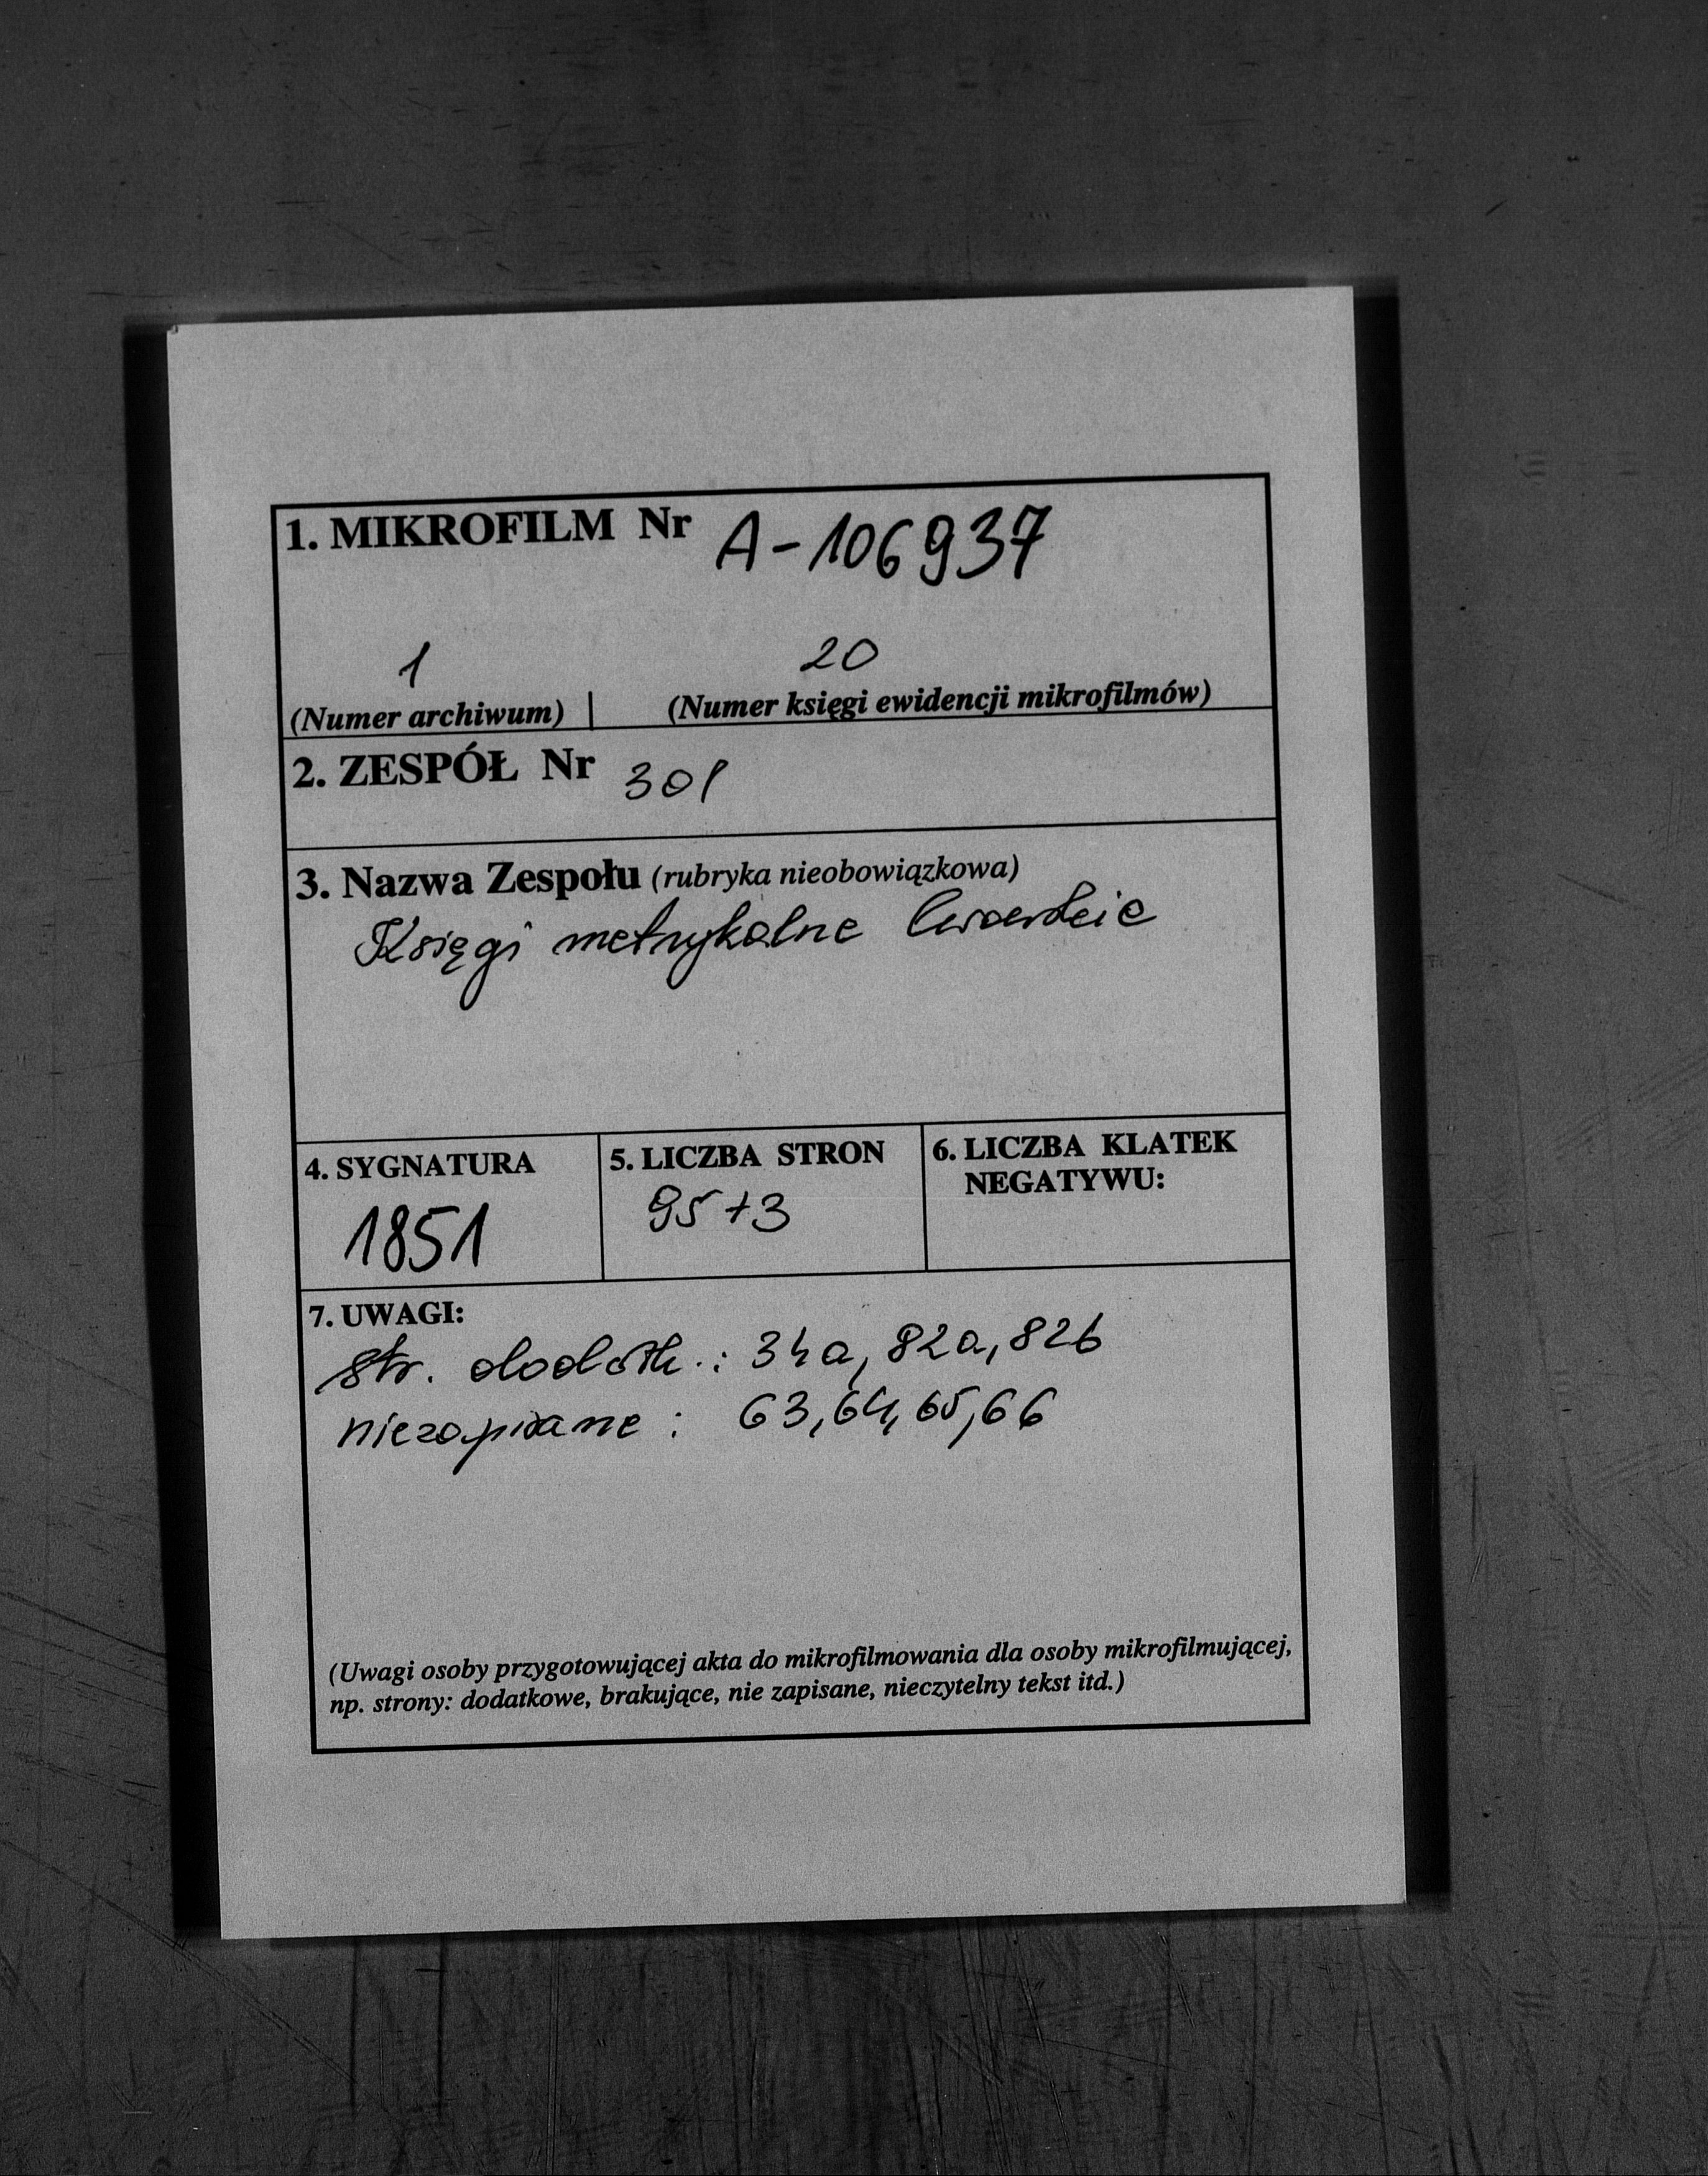 1. MIKROFILM Nr A-106937
1 20
(Numer archiwum) | (Numer księgi ewidencji mikrofilmów)
2. ZESPÓŁ Nr 301
3. Nazwa Zespołu (rubryka nieobowiązkowa)
Księgi metrykalne lwowskie
4. SYGNATURA
1851
5. LICZBA STRON
95+3
6. LICZBA KLATEK
NEGATYWU:
7. UWAGI:
str. dodatk.: 34a, 82a, 82b
niezapisane : 63, 64, 65, 66
(Uwagi osoby przygotowującej akta do mikrofilmowania dla osoby mikrofilmującej,
np. strony: dodatkowe, brakujące, nie zapisane, nieczytelny tekst itd.)